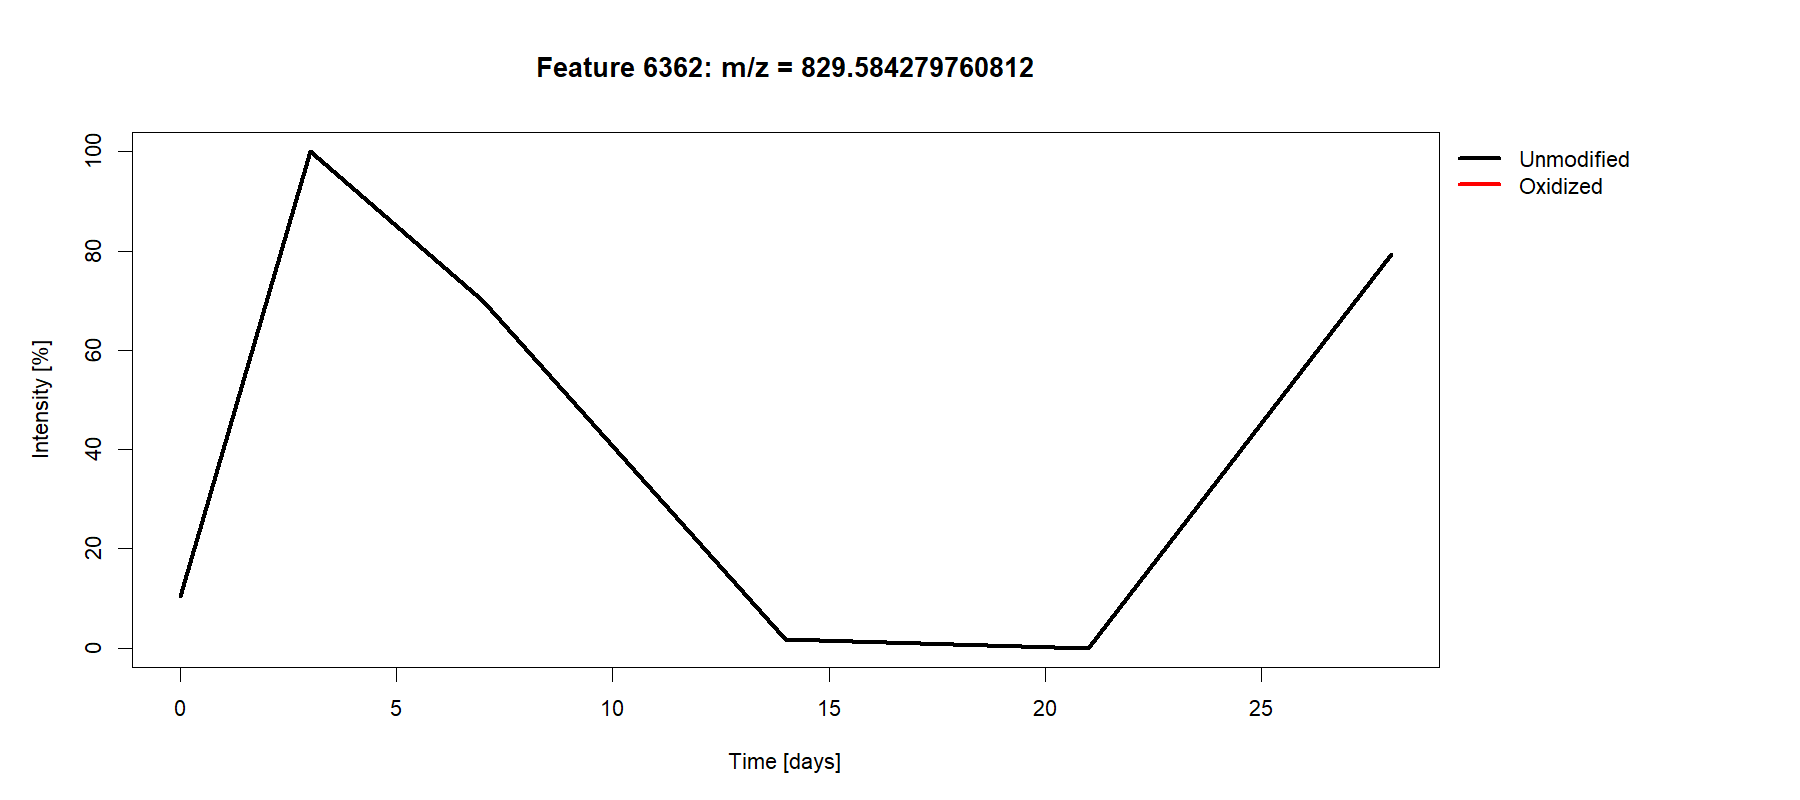 Feature 6362: m/z = 829.584279760812
Unmodified
Oxidized
Intensity [%]
100
80
60
40
20
0
0 5 10 15 20 25
Time [days]